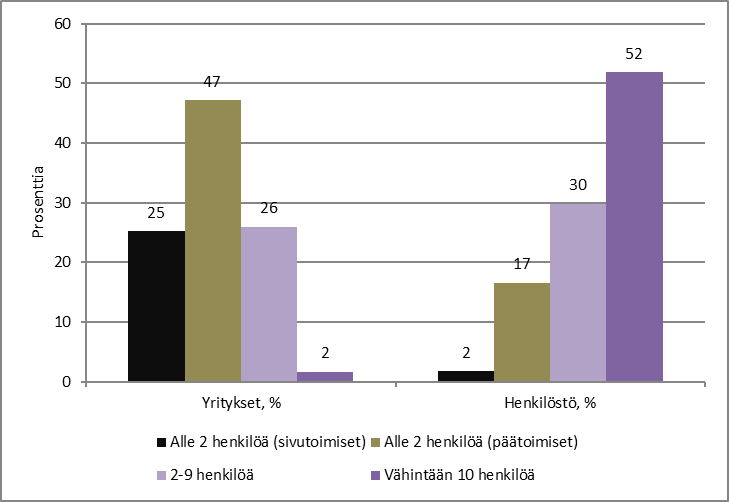 60
50
40
30
20
10
0
Prosenttia
25
47
26
2
2
17
30
52
Yritykset, %
Henkilöstö, %
Alle 2 henkilöä (sivutoimiset)
Alle 2 henkilöä (päätoimiset)
2-9 henkilöä
Vähintään 10 henkilöä